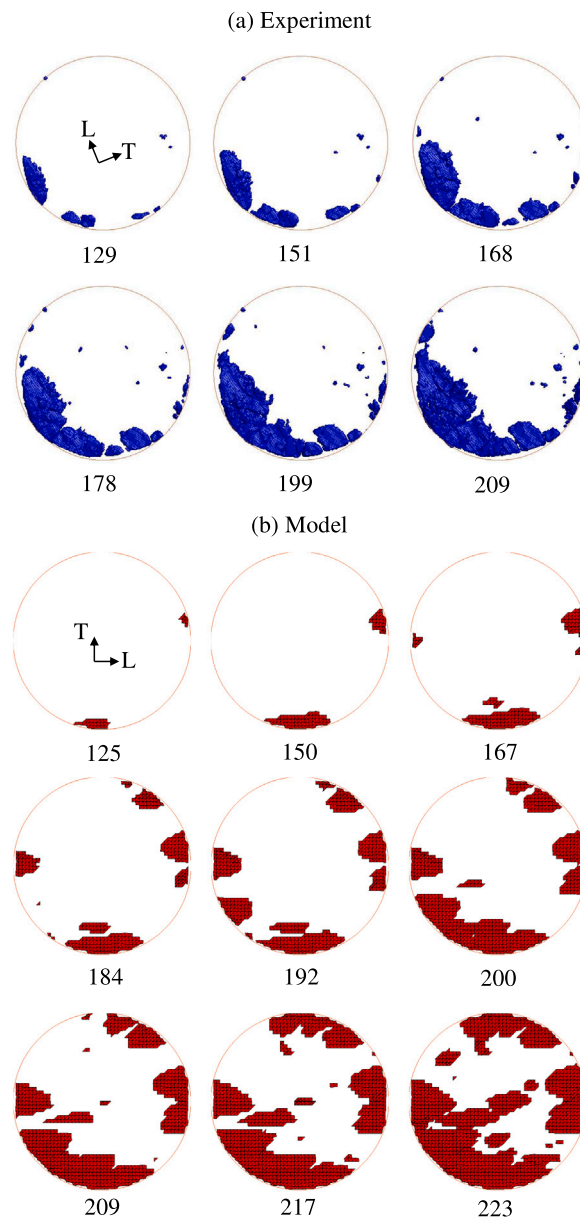 (a) Experiment
L
T
129 151 168
178 199 209
(b) Model
T
L
125 150 167
184 192 200
209 217 223